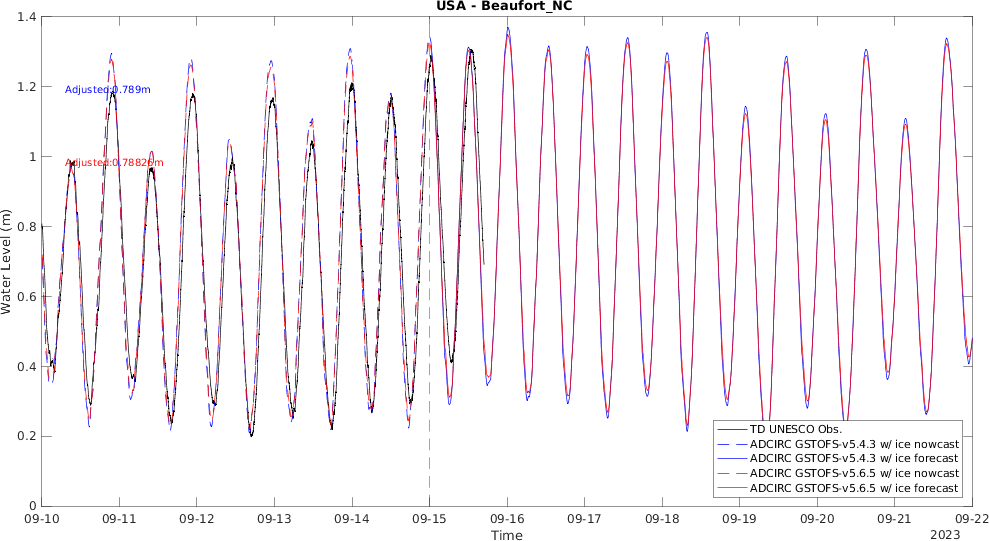 USA - Beaufort_NC
1.4
1.2
1
0.8
0.6
0.4
0.2
0
Water Level (m)
Adjusted:0.789m
Adjusted:0.78826m
TD UNESCO Obs.
ADCIRC GSTOFS-v5.4.3 w/ ice nowcast
ADCIRC GSTOFS-v5.4.3 w/ ice forecast
ADCIRC GSTOFS-v5.6.5 w/ ice nowcast
ADCIRC GSTOFS-v5.6.5 w/ ice forecast
09-10 09-11 09-12 09-13 09-14 09-15 09-16 09-17 09-18 09-19 09-20 09-21 09-22
Time
2023